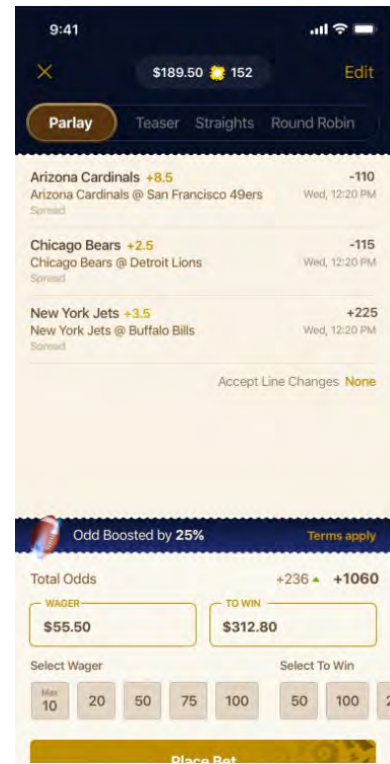 9:41
$189.50 152 Edit
Parlay Teaser Straights Round Robin
Arizona Cardinals +8.5 -110
Arizona Cardinals @ San Francisco 49ers Wed, 12:20 PM
Spread
Chicago Bears +2.5 -115
Chicago Bears @ Detroit Lions Wed, 12:20 PM
Spread
New York Jets +3.5 +225
New York Jets @ Buffalo Bills Wed, 12:20 PM
Spread
Accept Line Changes None
Odd Boosted by 25% Terms apply
Total Odds +236 +1060
WAGER TO WIN
$55.50 $312.80
Select Wager Select To Win
Max
10 20 50 75 100 50 100 2
Place Bet